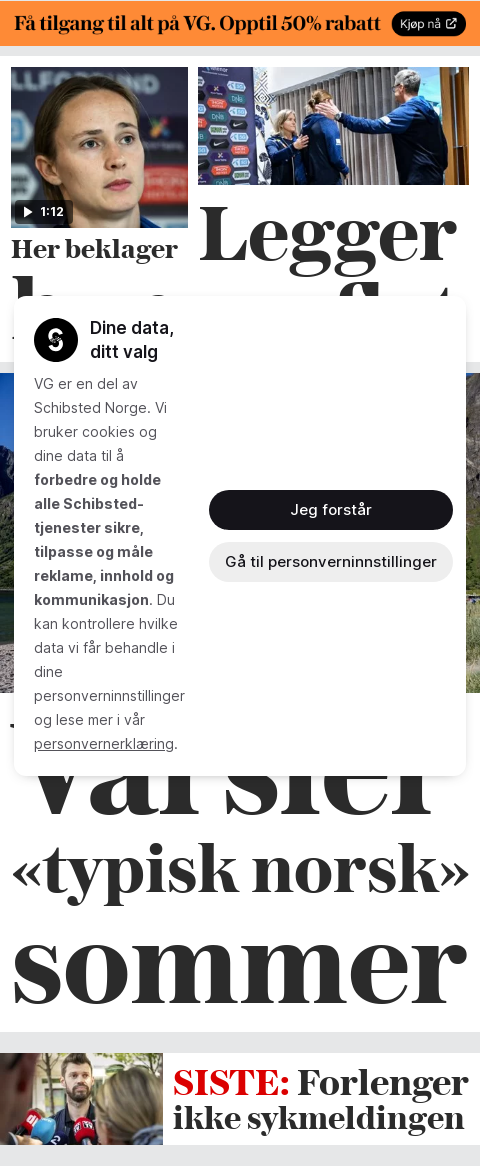 Få tilgang til alt på VG. Opptil 50% rabatt
Kjøp nå
1:12
Her beklager
Legger
Dine data,
ditt valg
VG er en del av
Schibsted Norge. Vi
bruker cookies og
dine data til å
forbedre og holde
alle Schibsted-
tjenester sikre,
tilpasse og måle
reklame, innhold og
kommunikasjon. Du
kan kontrollere hvilke
data vi får behandle i
dine
personverninnstillinger
og lese mer i vår
personvernerklæring.
Jeg forstår
Gå til personverninnstillinger
«typisk norsk»
sommer
SISTE: Forlenger
ikke sykmeldingen